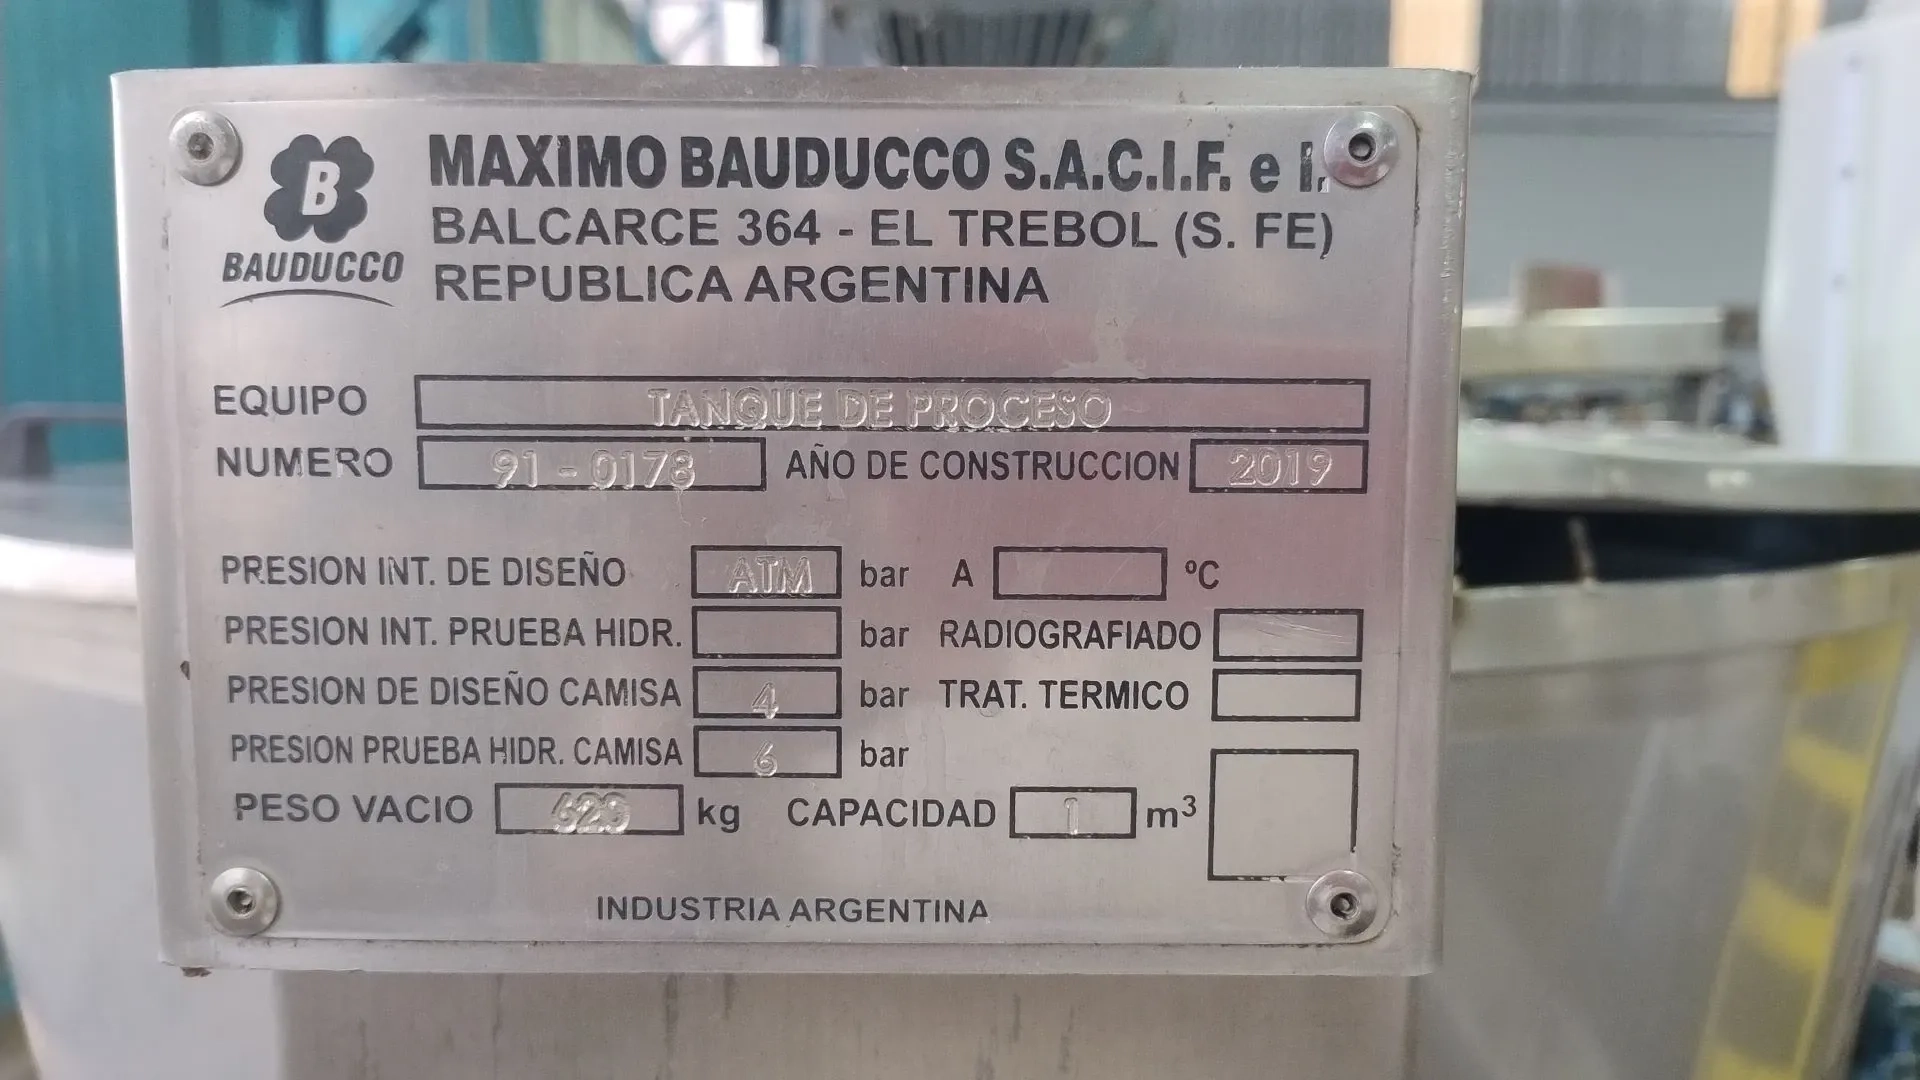 MAXIMO BAUDUCCO S.A.C.I.F. e I.
BALCARCE 364 - EL TREBOL (S. FE)
REPUBLICA ARGENTINA
B
BAUDUCCO
EQUIPO TANQUE DE PROCESO
NUMERO 91-0178 AÑO DE CONSTRUCCION 2019
PRESION INT. DE DISEÑO ATM bar A ºC
PRESION INT. PRUEBA HIDR. bar RADIOGRAFIADO
PRESION DE DISEÑO CAMISA 4 bar TRAT. TERMICO
PRESION PRUEBA HIDR. CAMISA 6 bar
PESO VACIO kg CAPACIDAD 1 m³
INDUSTRIA ARGENTINA